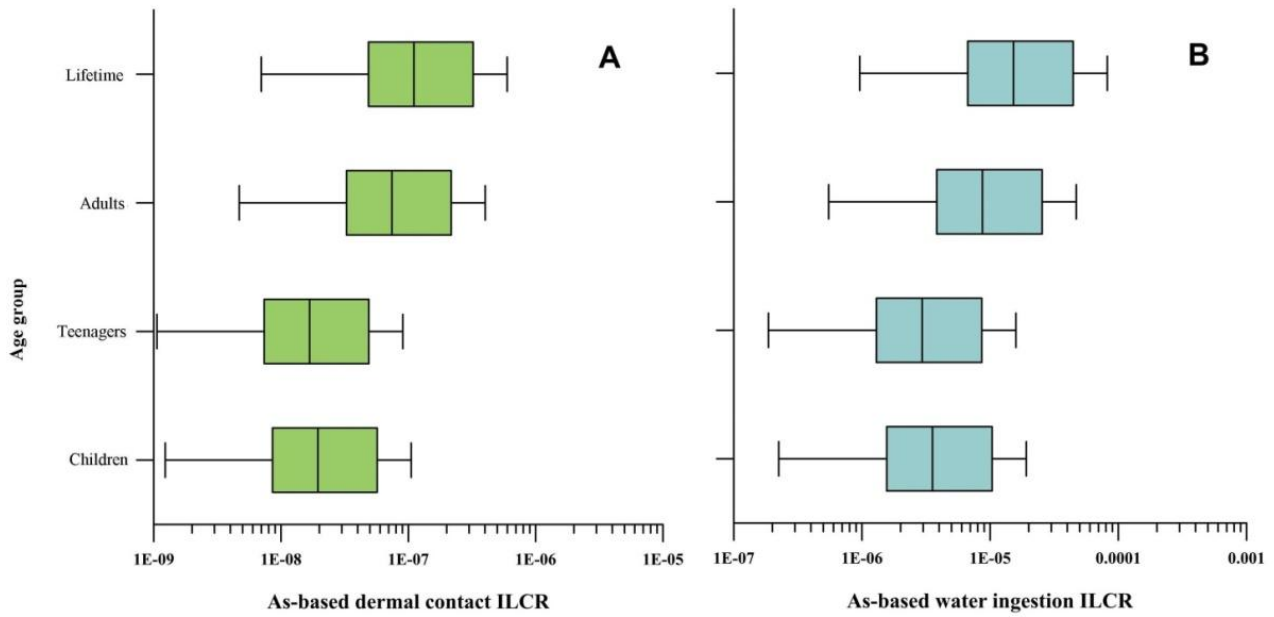 A
B
Age group
Lifetime
Adults
Teenagers
Children
1E-09 1E-08 1E-07 1E-06 1E-05
As-based dermal contact ILCR
1E-07 1E-06 1E-05 0.0001 0.001
As-based water ingestion ILCR